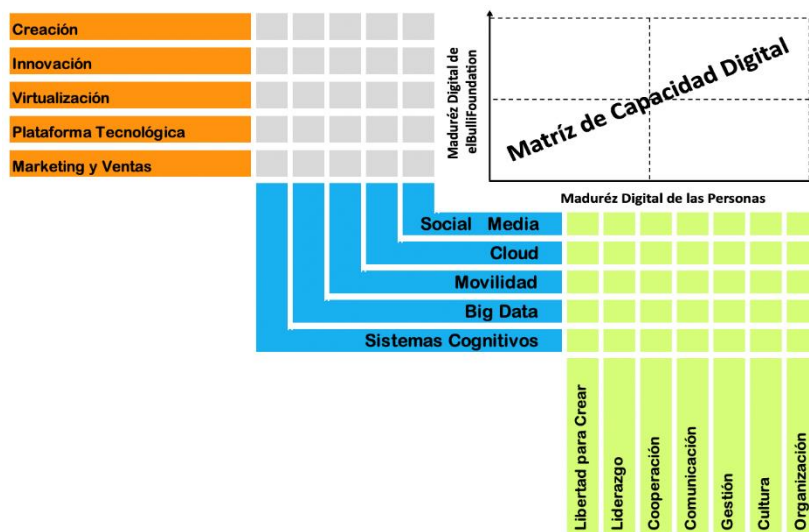 Creación
Innovación
Virtualización
Plataforma Tecnológica
Marketing y Ventas
Maduréz Digital de
elBulliFoundation
Matríz de Capacidad Digital
Maduréz Digital de las Personas
Social Media
Cloud
Movilidad
Big Data
Sistemas Cognitivos
Libertad para Crear
Liderazgo
Cooperación
Comunicación
Gestión
Cultura
Organización